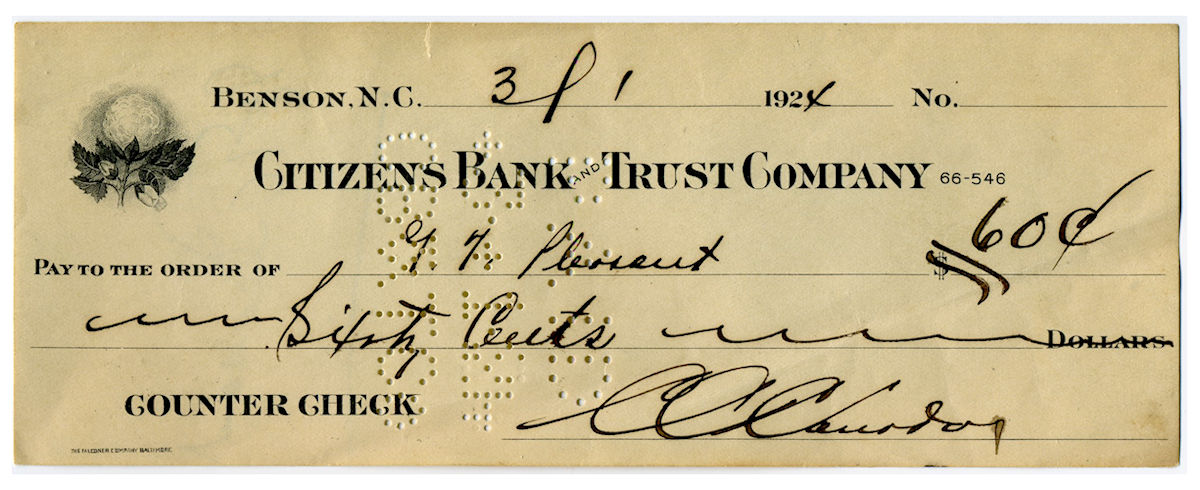 BENSON, N.C. 3/1 1924 No.
CITIZENS BANK AND TRUST COMPANY 66-546
PAY TO THE ORDER OF Pleasant $ 60¢
Sixty Cents DOLLARS
COUNTER CHECK
THE FALCONER COMPANY BALTIMORE